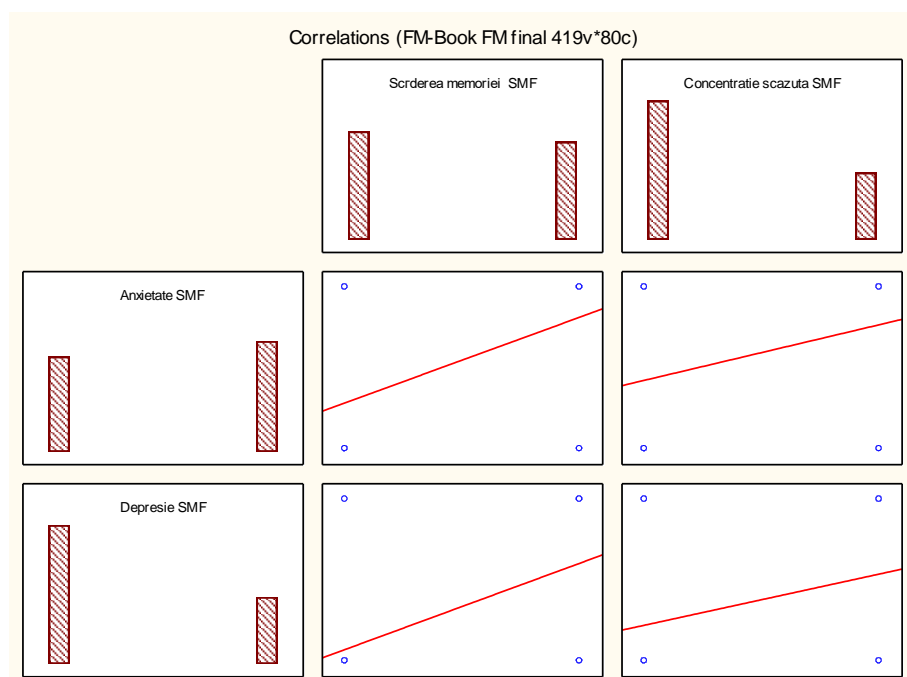 Correlations (FM-Book FM final 419v*80c)
Scrderea memoriei SMF
Concentratie scazuta SMF
Anxietate SMF
Depresie SMF